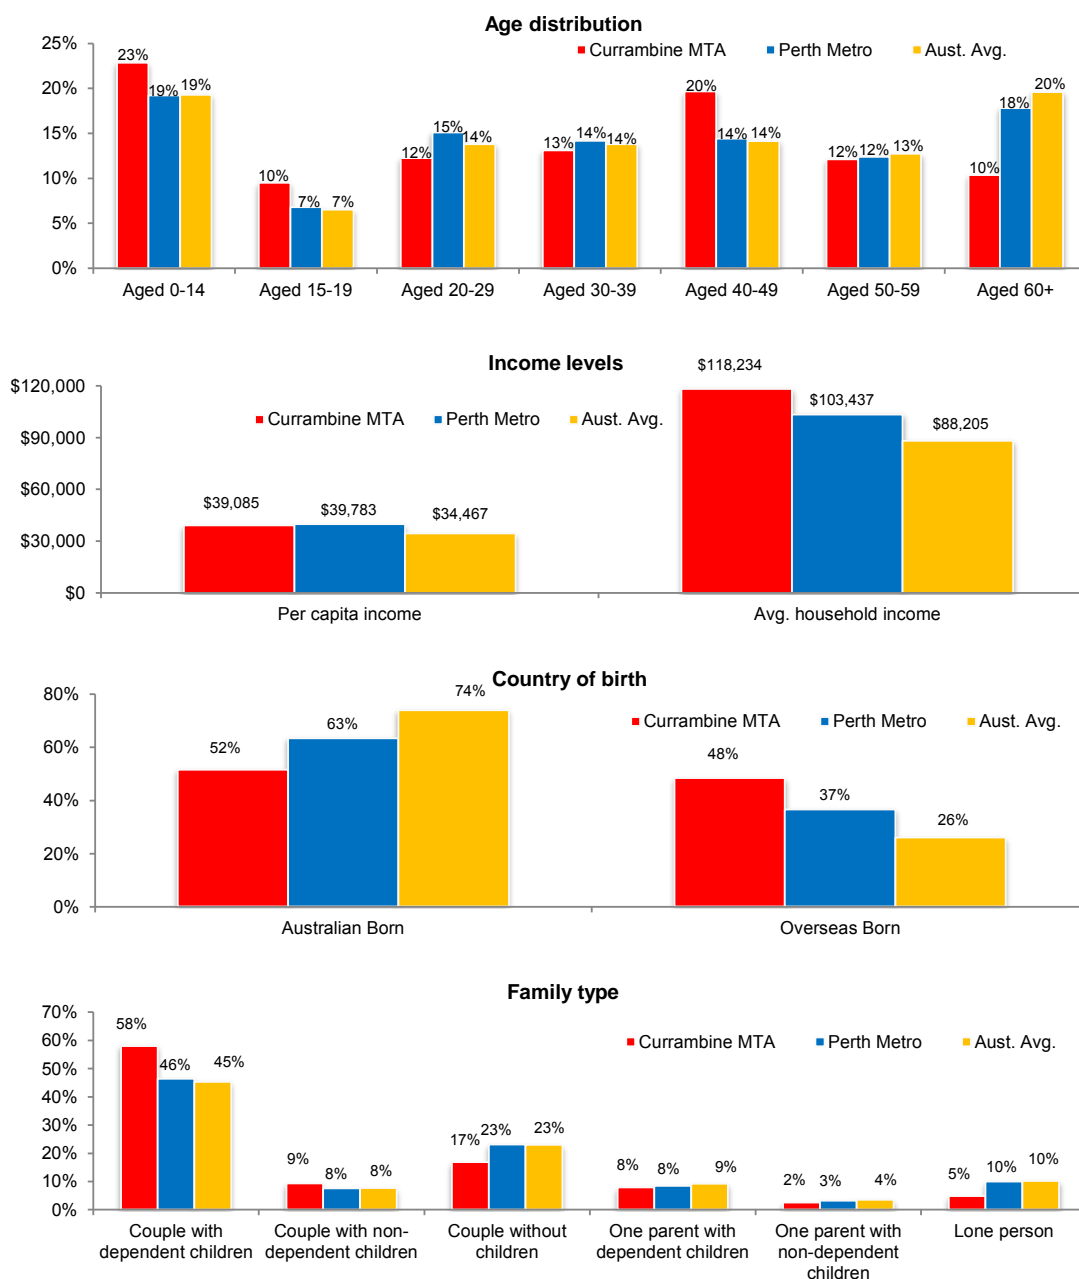 Age distribution
Currambine MTA Perth Metro Aust. Avg.
25%
20%
15%
10%
5%
0%
23% 19% 19%
10% 7% 7%
12% 15% 14%
13% 14% 14%
20% 14% 14%
12% 12% 13%
10% 18% 20%
Aged 0-14 Aged 15-19 Aged 20-29 Aged 30-39 Aged 40-49 Aged 50-59 Aged 60+
Income levels
Currambine MTA Perth Metro Aust. Avg.
$120,000
$90,000
$60,000
$30,000
$0
$39,085 $39,783 $34,467
$118,234 $103,437 $88,205
Per capita income Avg. household income
Country of birth
Currambine MTA Perth Metro Aust. Avg.
80%
60%
40%
20%
0%
52% 63% 74%
48% 37% 26%
Australian Born Overseas Born
Family type
Currambine MTA Perth Metro Aust. Avg.
70%
60%
50%
40%
30%
20%
10%
0%
58% 46% 45%
9% 8% 8%
17% 23% 23%
8% 8% 9%
2% 3% 4%
5% 10% 10%
Couple with
dependent children
Couple with non-
dependent children
Couple without
children
One parent with
dependent children
One parent with
non-dependent
children
Lone person